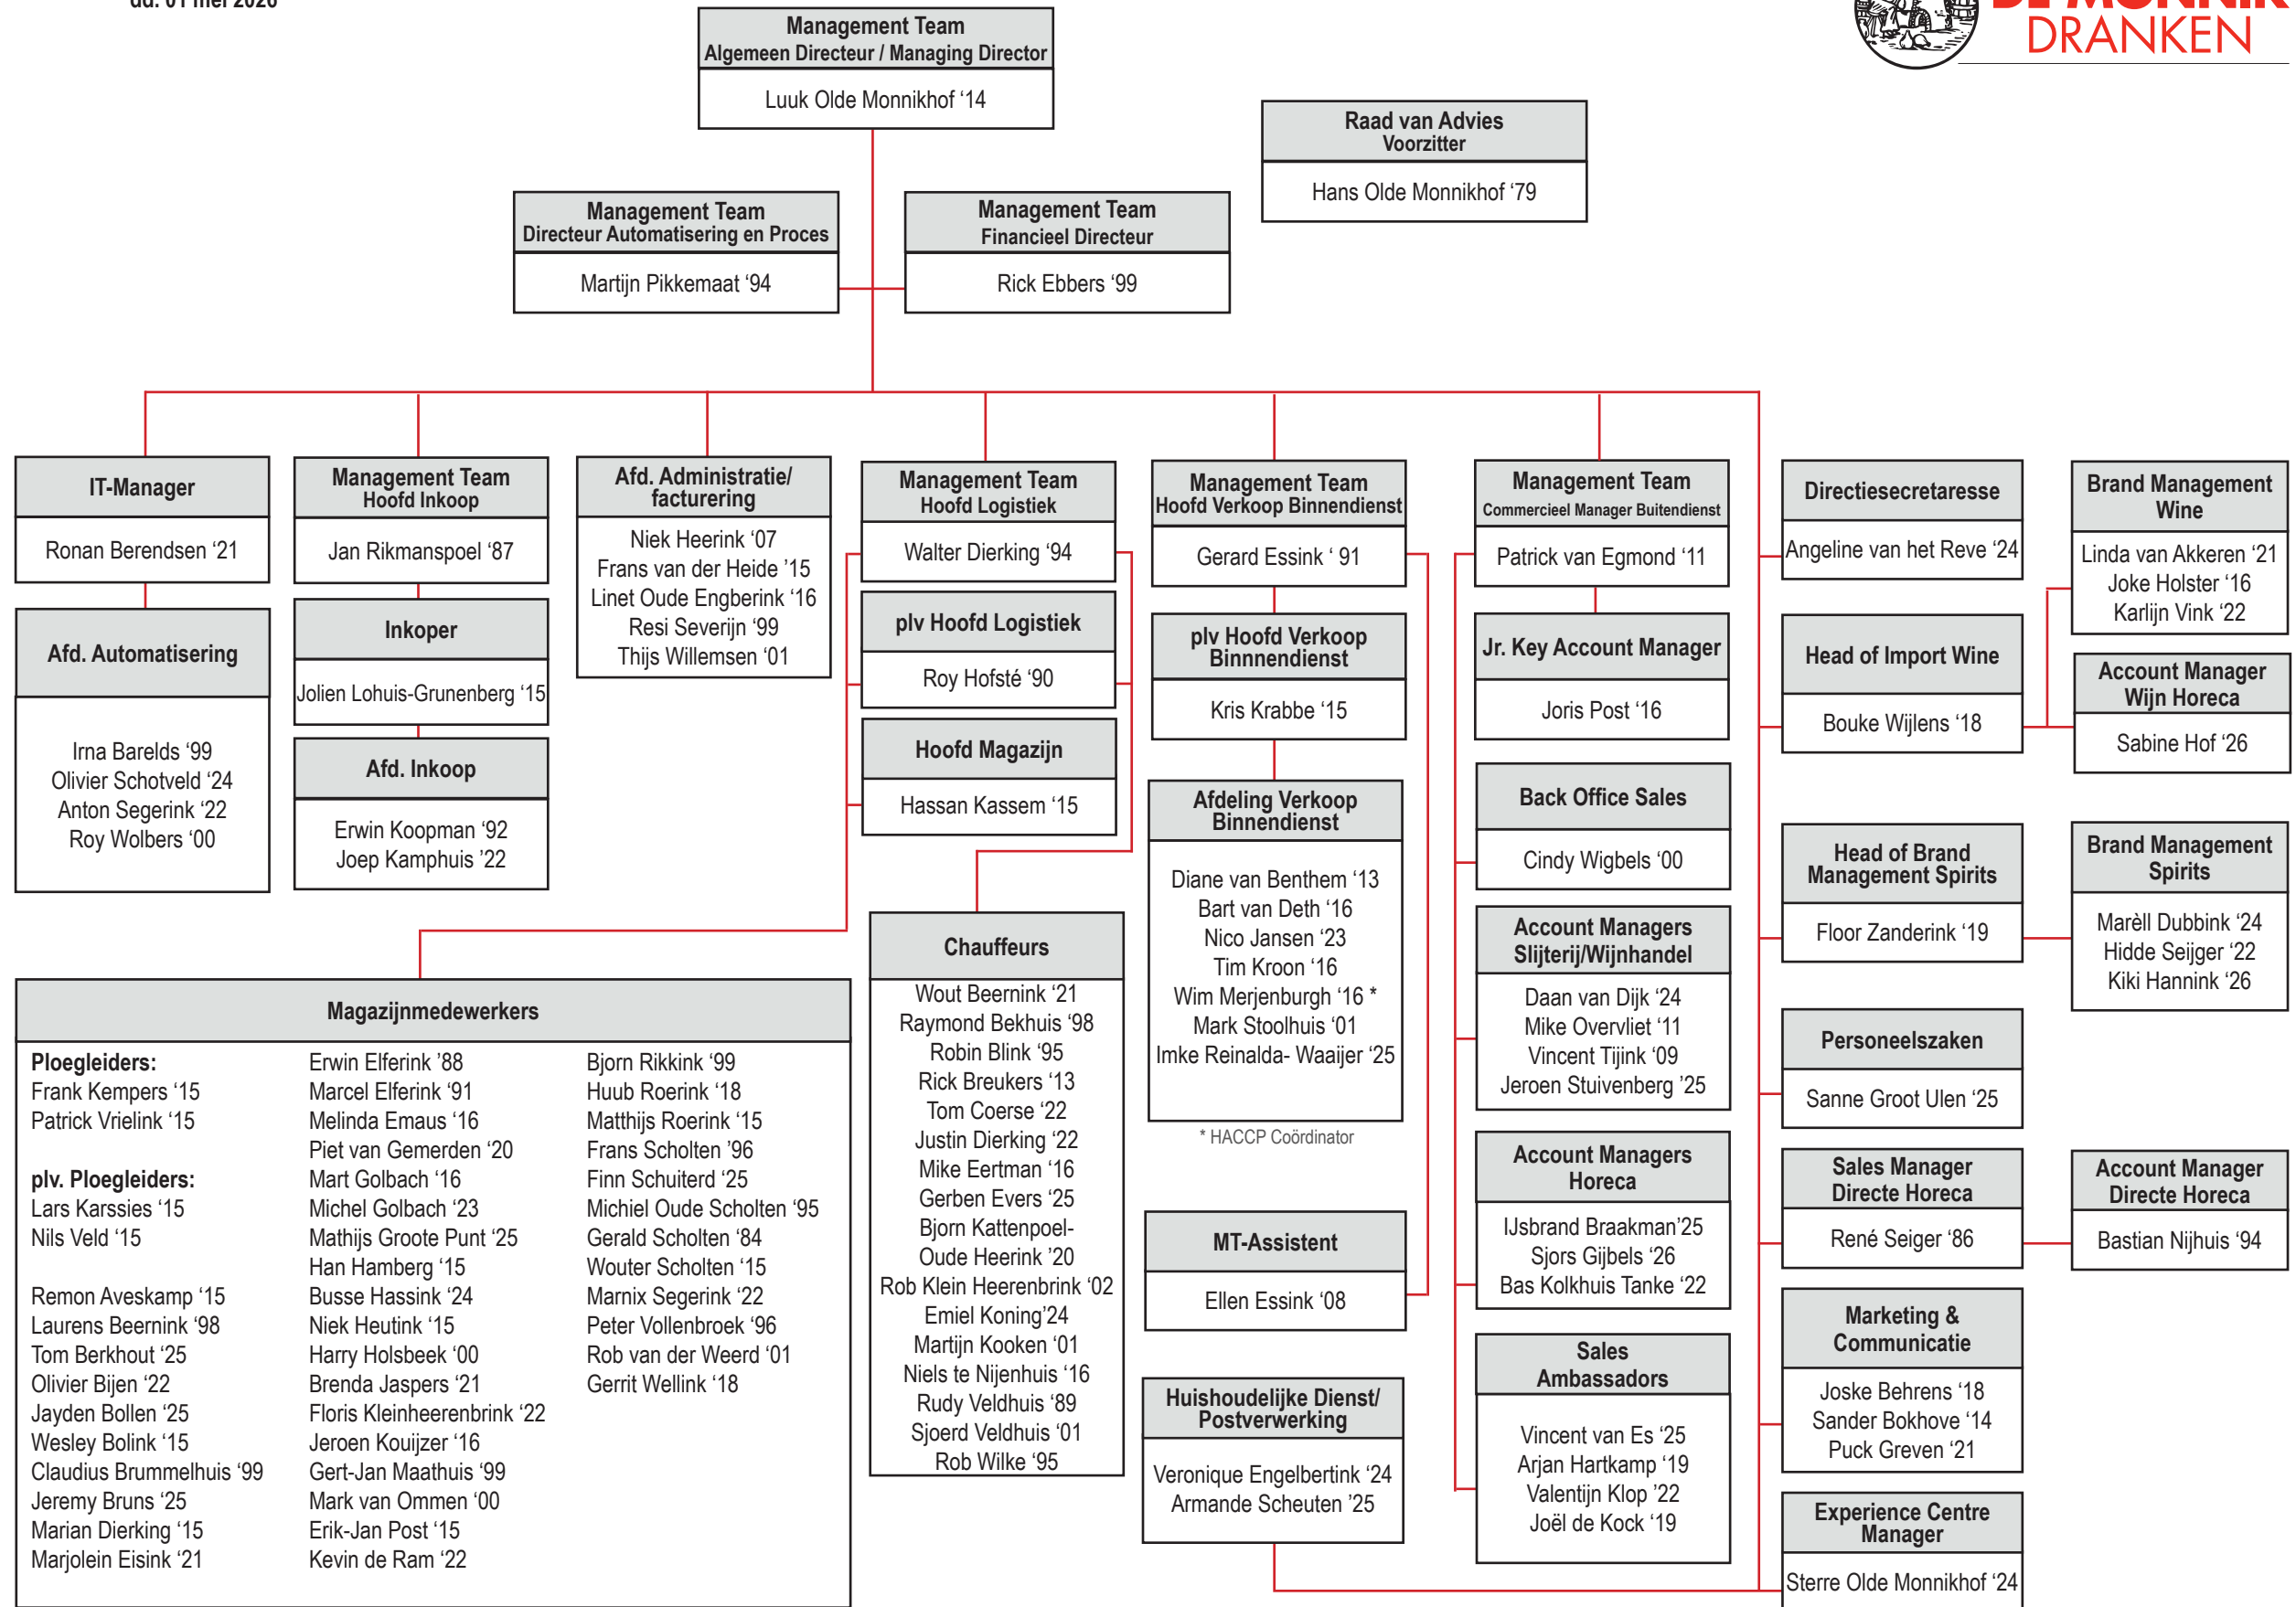 dd. 01 mei 2026
DE MONNIK
DRANKEN
Management Team
Algemeen Directeur / Managing Director
Luuk Olde Monnikhof ‘14
Raad van Advies
Voorzitter
Hans Olde Monnikhof ‘79
Management Team
Directeur Automatisering en Proces
Martijn Pikkemaat ‘94
Management Team
Financieel Directeur
Rick Ebbers ‘99
IT-Manager
Ronan Berendsen ‘21
Afd. Automatisering
Irna Barelds ‘99
Olivier Schotveld ‘24
Anton Segerink ‘22
Roy Wolbers ‘00
Management Team
Hoofd Inkoop
Jan Rikmanspoel ‘87
Inkoper
Jolien Lohuis-Grunenberg ‘15
Afd. Inkoop
Erwin Koopman ‘92
Joep Kamphuis ‘22
Afd. Administratie/
facturering
Niek Heerink ‘07
Frans van der Heide ’15
Linet Oude Engberink ‘16
Resi Severijn ‘99
Thijs Willemsen ‘01
Management Team
Hoofd Logistiek
Walter Dierking ‘94
plv Hoofd Logistiek
Roy Hofsté ‘90
Hoofd Magazijn
Hassan Kassem ‘15
Chauffeurs
Wout Beernink ‘21
Raymond Bekhuis ‘98
Robin Blink ‘95
Rick Breukers ‘13
Tom Coerse ‘22
Justin Dierking ‘22
Mike Eertman ‘16
Gerben Evers ‘25
Bjorn Kattenpoel-
Oude Heerink ’20
Rob Klein Heerenbrink ‘02
Emiel Koning’24
Martijn Kooken ‘01
Niels te Nijenhuis ‘16
Rudy Veldhuis ‘89
Sjoerd Veldhuis ‘01
Rob Wilke ‘95
Magazijnmedewerkers
Ploegleiders:
Frank Kempers ‘15
Patrick Vrielink ‘15
plv. Ploegleiders:
Lars Karssies ‘15
Nils Veld ‘15
Remon Aveskamp ‘15
Laurens Beernink ‘98
Tom Berkhout ‘25
Olivier Bijen ‘22
Jayden Bollen ‘25
Wesley Bolink ‘15
Claudius Brummelhuis ‘99
Jeremy Bruns ‘25
Marian Dierking ‘15
Marjolein Eisink ‘21
Erwin Elferink ’88
Marcel Elferink ‘91
Melinda Emaus ‘16
Piet van Gemerden ‘20
Mart Golbach ‘16
Michel Golbach ‘23
Mathijs Groote Punt ‘25
Han Hamberg ‘15
Busse Hassink ‘24
Niek Heutink ‘15
Harry Holsbeek ‘00
Brenda Jaspers ‘21
Floris Kleinheerenbrink ‘22
Jeroen Kouijzer ‘16
Gert-Jan Maathuis ‘99
Mark van Ommen ‘00
Erik-Jan Post ‘15
Kevin de Ram ‘22
Bjorn Rikkink ‘99
Huub Roerink ‘18
Matthijs Roerink ‘15
Frans Scholten ‘96
Finn Schuiterd ‘25
Michiel Oude Scholten ‘95
Gerald Scholten ‘84
Wouter Scholten ‘15
Marnix Segerink ‘22
Peter Vollenbroek ‘96
Rob van der Weerd ‘01
Gerrit Wellink ‘18
Management Team
Hoofd Verkoop Binnendienst
Gerard Essink ‘ 91
plv Hoofd Verkoop
Binnnendienst
Kris Krabbe ‘15
Afdeling Verkoop
Binnendienst
Diane van Benthem ‘13
Bart van Deth ‘16
Nico Jansen ‘23
Tim Kroon ‘16
Wim Merjenburgh ‘16 *
Mark Stoolhuis ‘01
Imke Reinalda- Waaijer ‘25
* HACCP Coördinator
MT-Assistent
Ellen Essink ‘08
Huishoudelijke Dienst/
Postverwerking
Veronique Engelbertink ‘24
Armande Scheuten ’25
Management Team
Commercieel Manager Buitendienst
Patrick van Egmond ‘11
Jr. Key Account Manager
Joris Post ‘16
Back Office Sales
Cindy Wigbels ‘00
Account Managers
Slijterij/Wijnhandel
Daan van Dijk ‘24
Mike Overvliet ‘11
Vincent Tijink ‘09
Jeroen Stuivenberg ‘25
Account Managers
Horeca
IJsbrand Braakman’25
Sjors Gijbels ‘26
Bas Kolkhuis Tanke ‘22
Sales
Ambassadors
Vincent van Es ‘25
Arjan Hartkamp ‘19
Valentijn Klop ’22
Joël de Kock ‘19
Directiesecretaresse
Angeline van het Reve ‘24
Head of Import Wine
Bouke Wijlens ‘18
Brand Management
Wine
Linda van Akkeren ‘21
Joke Holster ‘16
Karlijn Vink ‘22
Account Manager
Wijn Horeca
Sabine Hof ‘26
Head of Brand
Management Spirits
Floor Zanderink ‘19
Brand Management
Spirits
Marèll Dubbink ‘24
Hidde Seijger ‘22
Kiki Hannink ‘26
Personeelszaken
Sanne Groot Ulen ‘25
Sales Manager
Directe Horeca
René Seiger ‘86
Account Manager
Directe Horeca
Bastian Nijhuis ‘94
Marketing &
Communicatie
Joske Behrens ‘18
Sander Bokhove ‘14
Puck Greven ‘21
Experience Centre
Manager
Sterre Olde Monnikhof ‘24